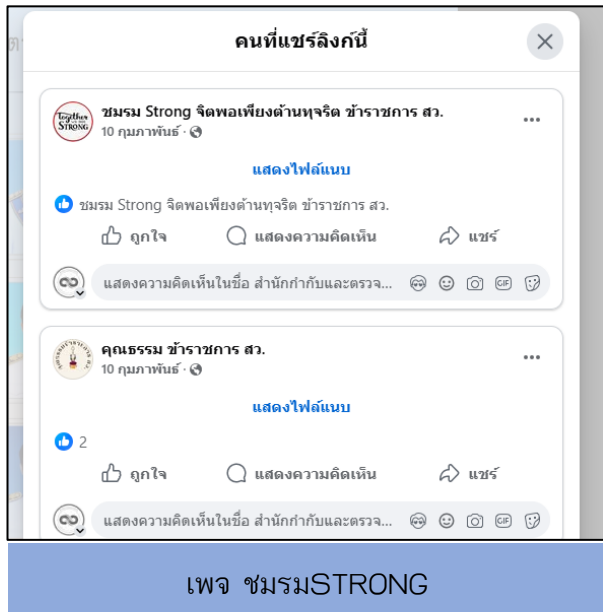 คนที่แชร์ลิงก์นี้
Together
STRONG
ชมรม Strong จิตพอเพียงต้านทุจริต ข้าราชการ สว.
10 กุมภาพันธ์ ·
แสดงไฟล์แนบ
ชมรม Strong จิตพอเพียงต้านทุจริต ข้าราชการ สว.
ถูกใจ แสดงความคิดเห็น แชร์
แสดงความคิดเห็นในชื่อ สำนักกำกับและตรวจ... GIF
คุณธรรม ข้าราชการ สว.
10 กุมภาพันธ์ ·
แสดงไฟล์แนบ
2
ถูกใจ แสดงความคิดเห็น แชร์
แสดงความคิดเห็นในชื่อ สำนักกำกับและตรวจ... GIF
เพจ ชมรมSTRONG